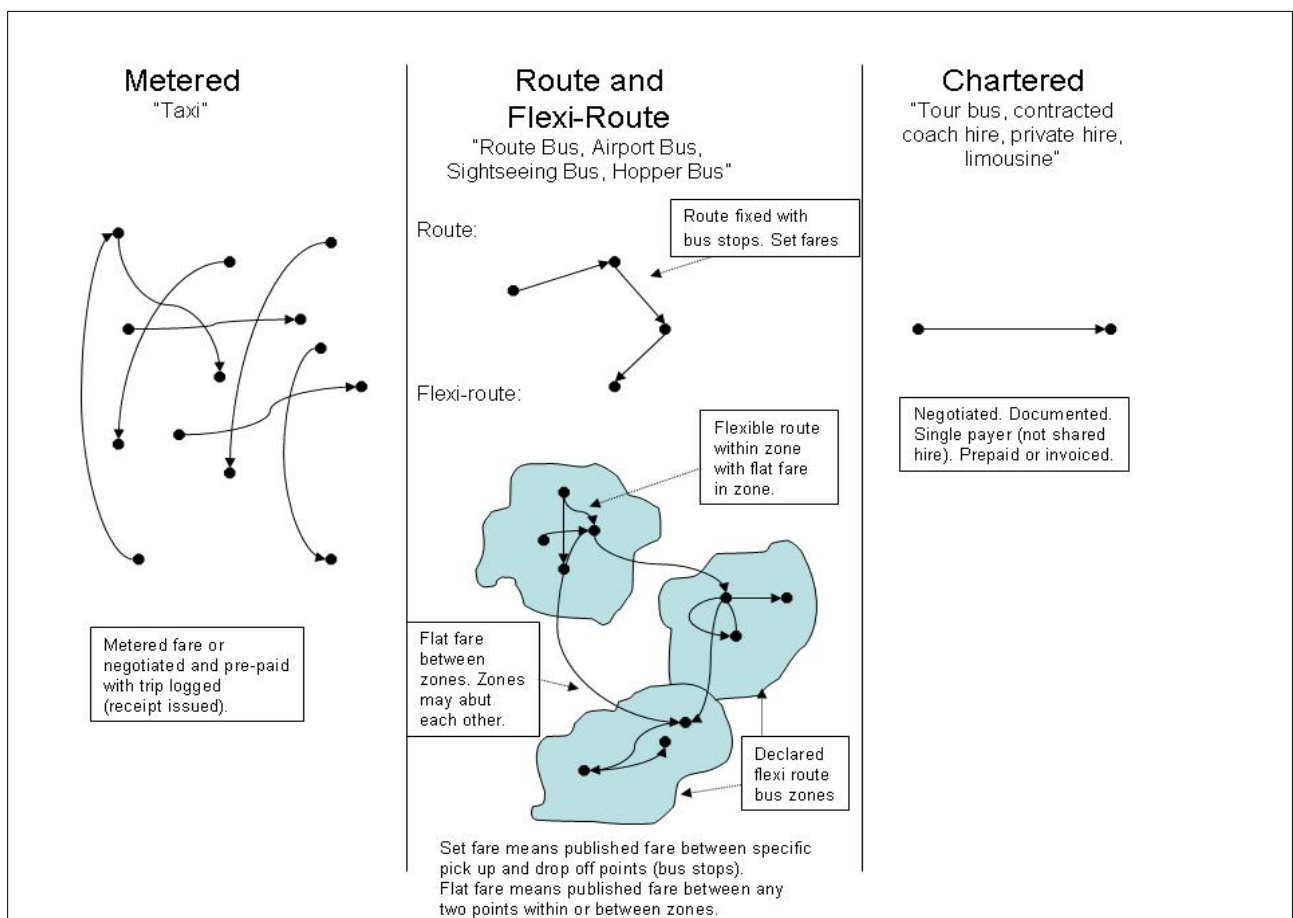 Metered
"Taxi"
Metered fare or
negotiated and pre-paid
with trip logged
(receipt issued).
Route and
Flexi-Route
"Route Bus, Airport Bus,
Sightseeing Bus, Hopper Bus"
Route:
Route fixed with
bus stops. Set fares
Flexi-route:
Flexible route
within zone
with flat fare
in zone.
Flat fare
between
zones. Zones
may abut
each other.
Declared
flexi route
bus zones
Set fare means published fare between specific
pick up and drop off points (bus stops).
Flat fare means published fare between any
two points within or between zones.
Chartered
"Tour bus, contracted
coach hire, private hire,
limousine"
Negotiated. Documented.
Single payer (not shared
hire). Prepaid or invoiced.